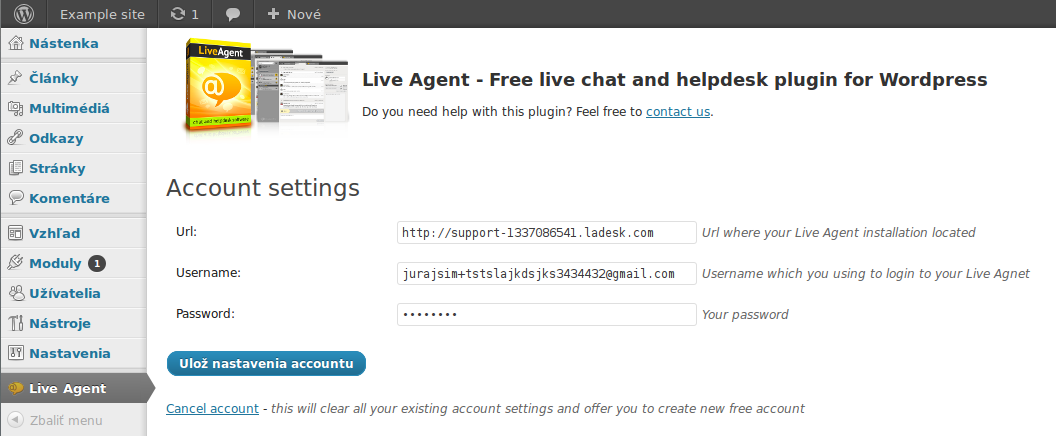 Example site 1 + Nové
Nástenka
Články
Multimédiá
Odkazy
Stránky
Komentáre
Vzhľad
Moduly 1
Užívatelia
Nástroje
Nastavenia
Live Agent
Zbaliť menu
LiveAgent
@
chat and helpdesk software
Live Agent - Free live chat and helpdesk plugin for Wordpress
Do you need help with this plugin? Feel free to contact us.
Account settings
Url: http://support-1337086541.ladesk.com Url where your Live Agent installation located
Username: jurajsim+tstslajkdsjks3434432@gmail.com Username which you using to login to your Live Agnet
Password: •••••••• Your password
Ulož nastavenia accountu
Cancel account - this will clear all your existing account settings and offer you to create new free account